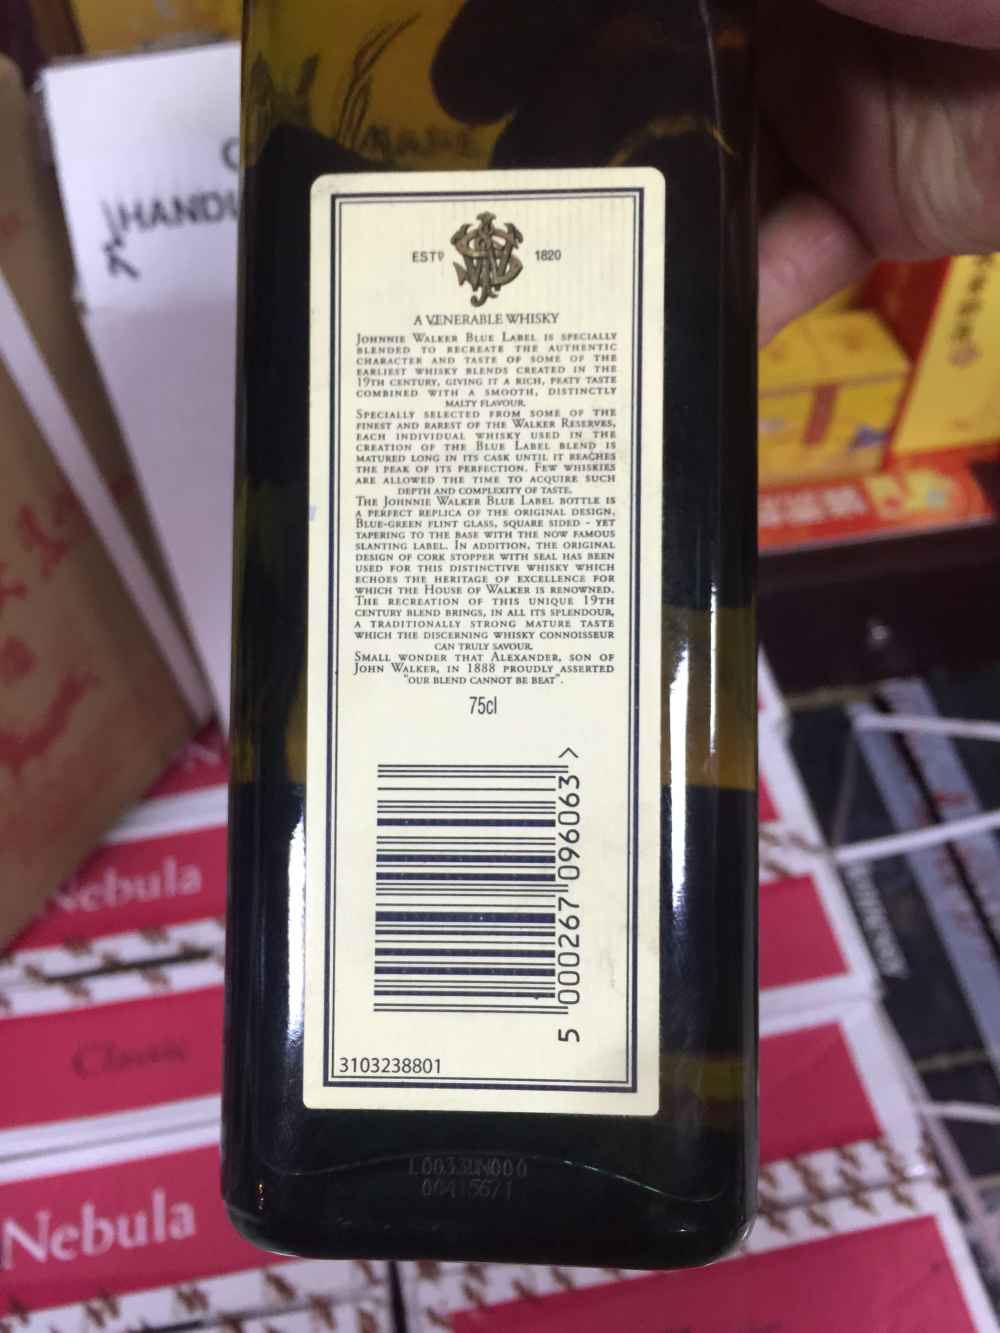 HANDL
ESTD 1820
A VENERABLE WHISKY
JOHNNIE WALKER BLUE LABEL IS SPECIALLY
BLENDED TO RECREATE THE AUTHENTIC
CHARACTER AND TASTE OF SOME OF THE
EARLIEST WHISKY BLENDS CREATED IN THE
19TH CENTURY, GIVING IT A RICH, PEATY TASTE
COMBINED WITH A SMOOTH, DISTINCTLY
MALTY FLAVOUR.
SPECIALLY SELECTED FROM SOME OF THE
FINEST AND RAREST OF THE WALKER RESERVES,
EACH INDIVIDUAL WHISKY USED IN THE
CREATION OF THE BLUE LABEL BLEND IS
MATURED LONG IN ITS CASK UNTIL IT REACHES
THE PEAK OF ITS PERFECTION. FEW WHISKIES
ARE ALLOWED THE TIME TO ACQUIRE SUCH
DEPTH AND COMPLEXITY OF TASTE.
THE JOHNNIE WALKER BLUE LABEL BOTTLE IS
A PERFECT REPLICA OF THE ORIGINAL DESIGN,
BLUE-GREEN FLINT GLASS, SQUARE SIDED - YET
TAPERING TO THE BASE WITH THE NOW FAMOUS
SLANTING LABEL. IN ADDITION, THE ORIGINAL
DESIGN OF CORK STOPPER WITH SEAL HAS BEEN
USED FOR THIS DISTINCTIVE WHISKY WHICH
ECHOES THE HERITAGE OF EXCELLENCE FOR
WHICH THE HOUSE OF WALKER IS RENOWNED.
THE RECREATION OF THIS UNIQUE 19TH
CENTURY BLEND BRINGS, IN ALL ITS SPLENDOUR,
A TRADITIONALLY STRONG MATURE TASTE
WHICH THE DISCERNING WHISKY CONNOISSEUR
CAN TRULY SAVOUR.
SMALL WONDER THAT ALEXANDER, SON OF
JOHN WALKER, IN 1888 PROUDLY ASSERTED
"OUR BLEND CANNOT BE BEAT".
75cl
5 000267 096063 >
3103238801
Nebula
Classic
Nebula